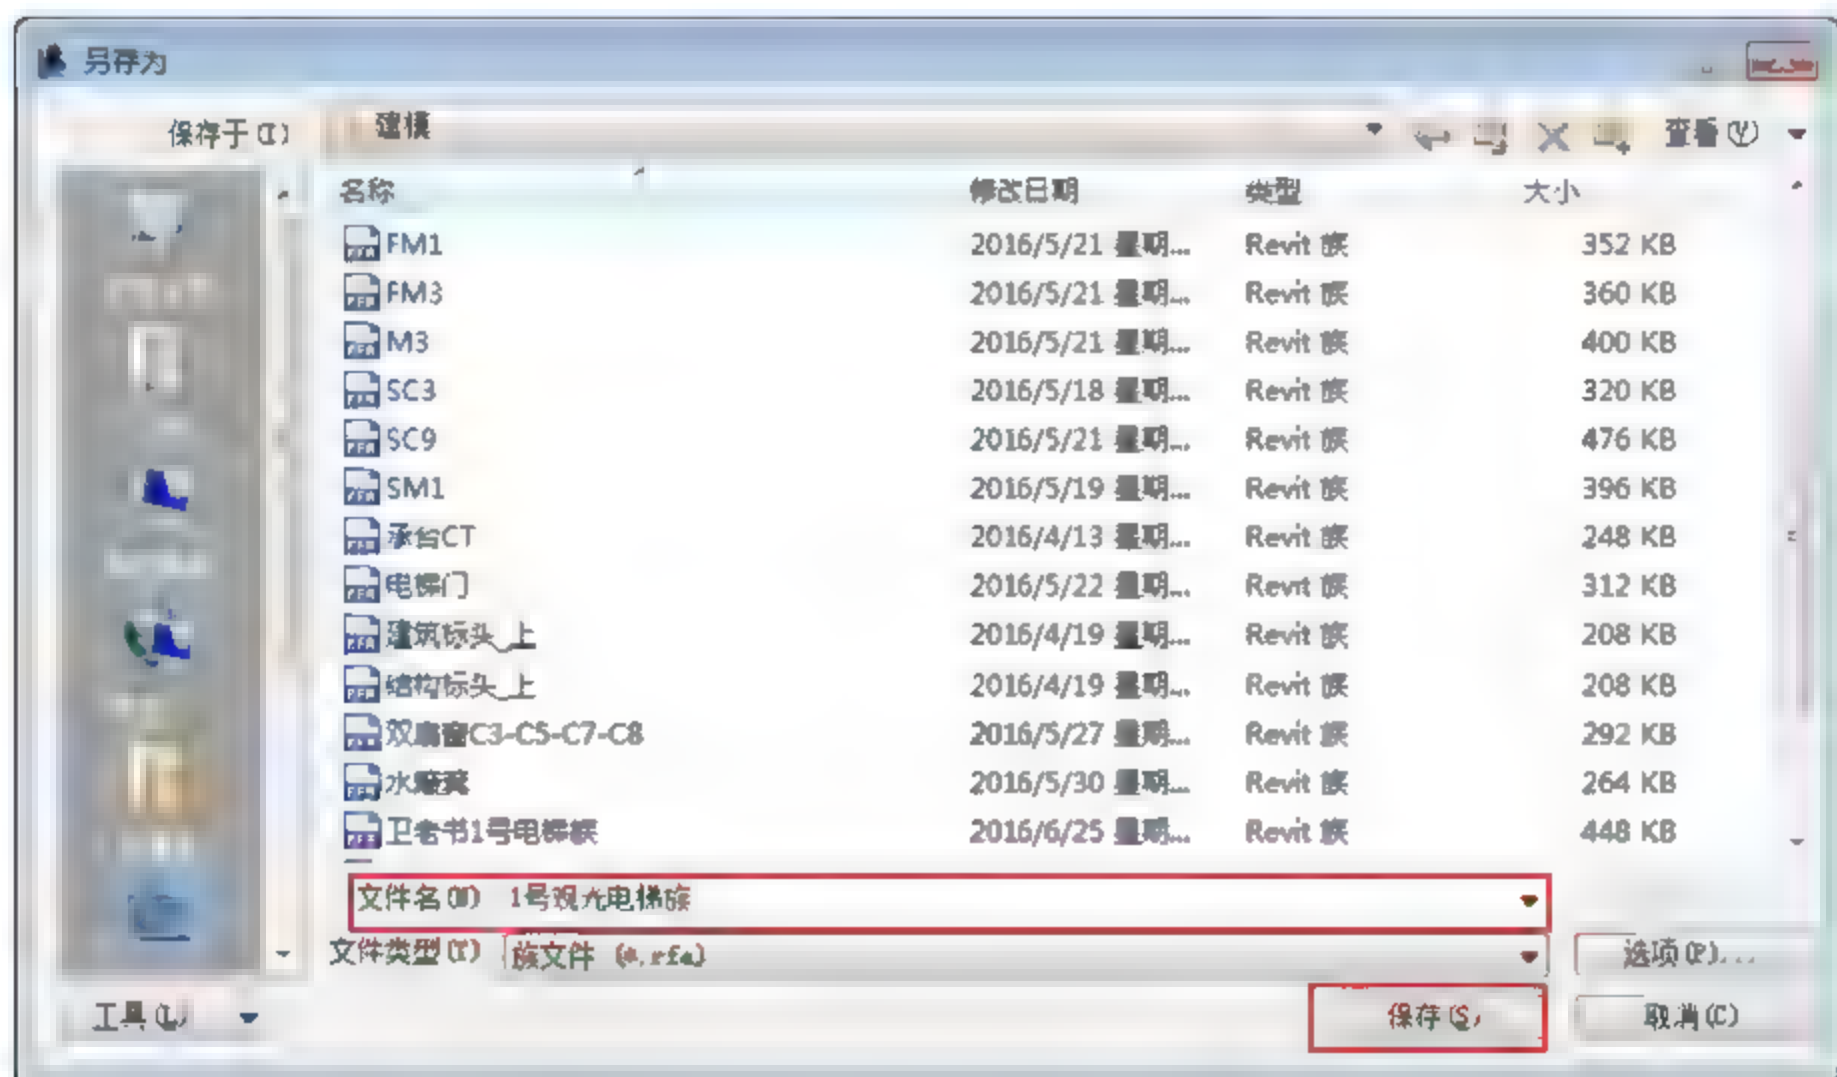 另存为
保存于(I) 建模 查看(V)
名称 修改日期 类型 大小
FM1 2016/5/21 星期... Revit 族 352 KB
FM3 2016/5/21 星期... Revit 族 360 KB
M3 2016/5/21 星期... Revit 族 400 KB
SC3 2016/5/18 星期... Revit 族 320 KB
SC9 2016/5/21 星期... Revit 族 476 KB
SM1 2016/5/19 星期... Revit 族 396 KB
承台CT 2016/4/13 星期... Revit 族 248 KB
电梯门 2016/5/22 星期... Revit 族 312 KB
建筑标头_上 2016/4/19 星期... Revit 族 208 KB
结构标头_上 2016/4/19 星期... Revit 族 208 KB
双扇窗C3-C5-C7-C8 2016/5/27 星期... Revit 族 292 KB
2016/5/30 星期... Revit 族 264 KB
1号电梯族 2016/6/25 星期... Revit 族 448 KB
文件名(N) 1号观光电梯族
文件类型(T) 族文件 (*.rfa) 选项(P)...
工具(L) 保存(S) 取消(C)